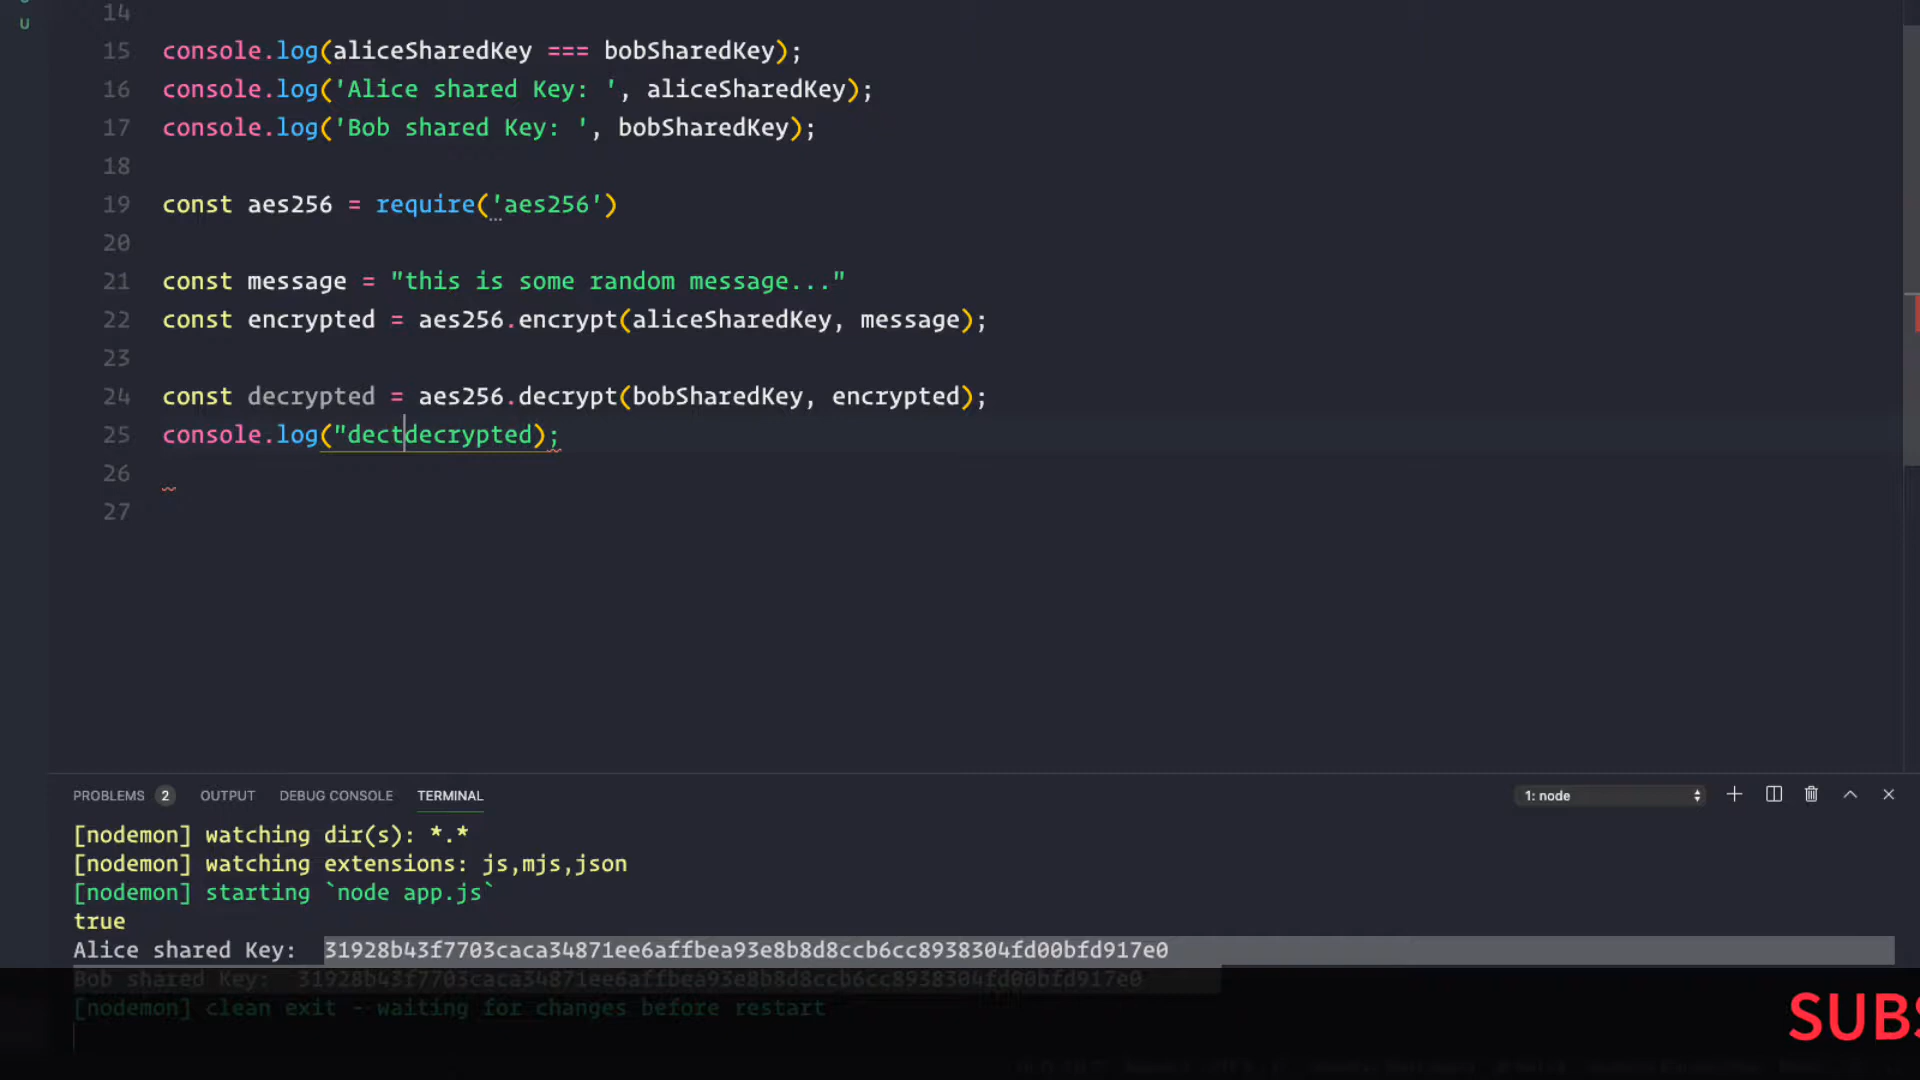 U
14
15 console.log(aliceSharedKey === bobSharedKey);
16 console.log('Alice shared Key: ', aliceSharedKey);
17 console.log('Bob shared Key: ', bobSharedKey);
18
19 const aes256 = require('aes256')
20
21 const message = "this is some random message..."
22 const encrypted = aes256.encrypt(aliceSharedKey, message);
23
24 const decrypted = aes256.decrypt(bobSharedKey, encrypted);
25 console.log("dectdecrypted);
26
27
PROBLEMS 2 OUTPUT DEBUG CONSOLE TERMINAL 1: node
[nodemon] watching dir(s): *.*
[nodemon] watching extensions: js,mjs,json
[nodemon] starting `node app.js`
true
Alice shared Key:  31928b43f7703caca34871ee6affbea93e8b8d8ccb6cc8938304fd00bfd917e0
Bob shared Key:  31928b43f7703caca34871ee6affbea93e8b8d8ccb6cc8938304fd00bfd917e0
[nodemon] clean exit - waiting for changes before restart
SUBS